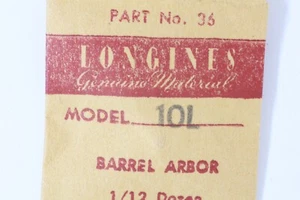 PART No. 36
LONGINES
Genuine Material
MODEL 10L
BARREL ARBOR
1/12 Dozen